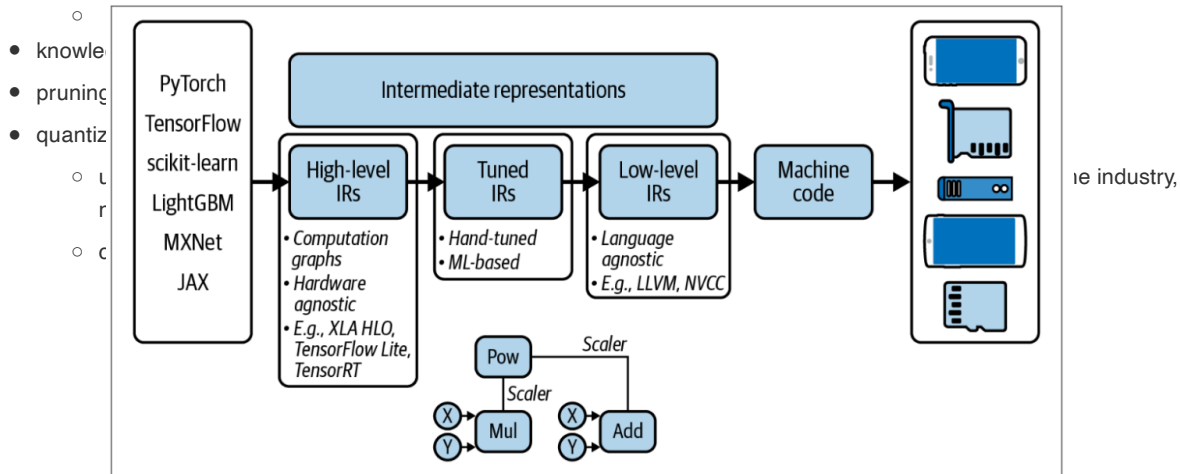 knowle
pruning
quantiz
ne industry,
PyTorch
TensorFlow
scikit-learn
LightGBM
MXNet
JAX
Intermediate representations
High-level
IRs
• Computation
graphs
• Hardware
agnostic
• E.g., XLA HLO,
TensorFlow Lite,
TensorRT
Tuned
IRs
• Hand-tuned
• ML-based
Low-level
IRs
• Language
agnostic
• E.g., LLVM, NVCC
Machine
code
Pow
Scaler
Scaler
X
Y
Mul
X
Y
Add